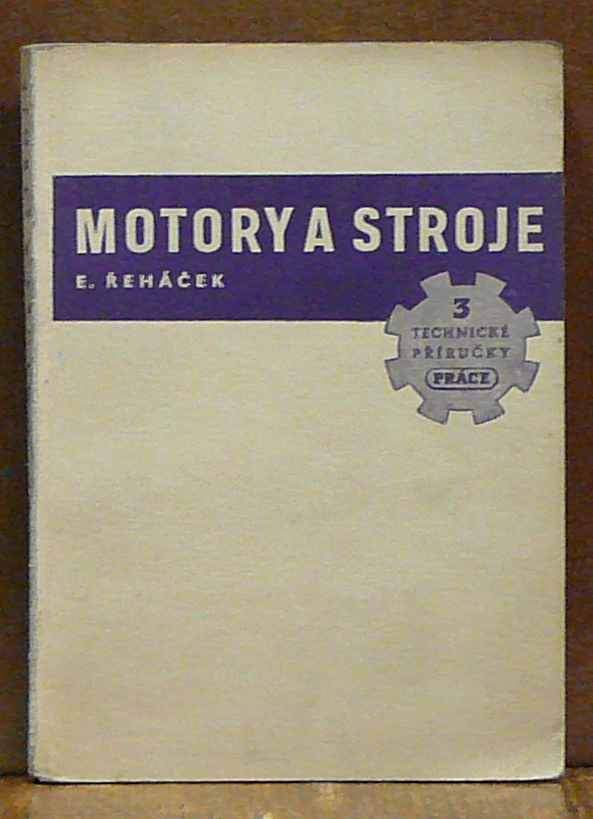 MOTORY A STROJE
E. ŘEHÁČEK
3
TECHNICKÉ
PŘÍRUČKY
PRÁCE